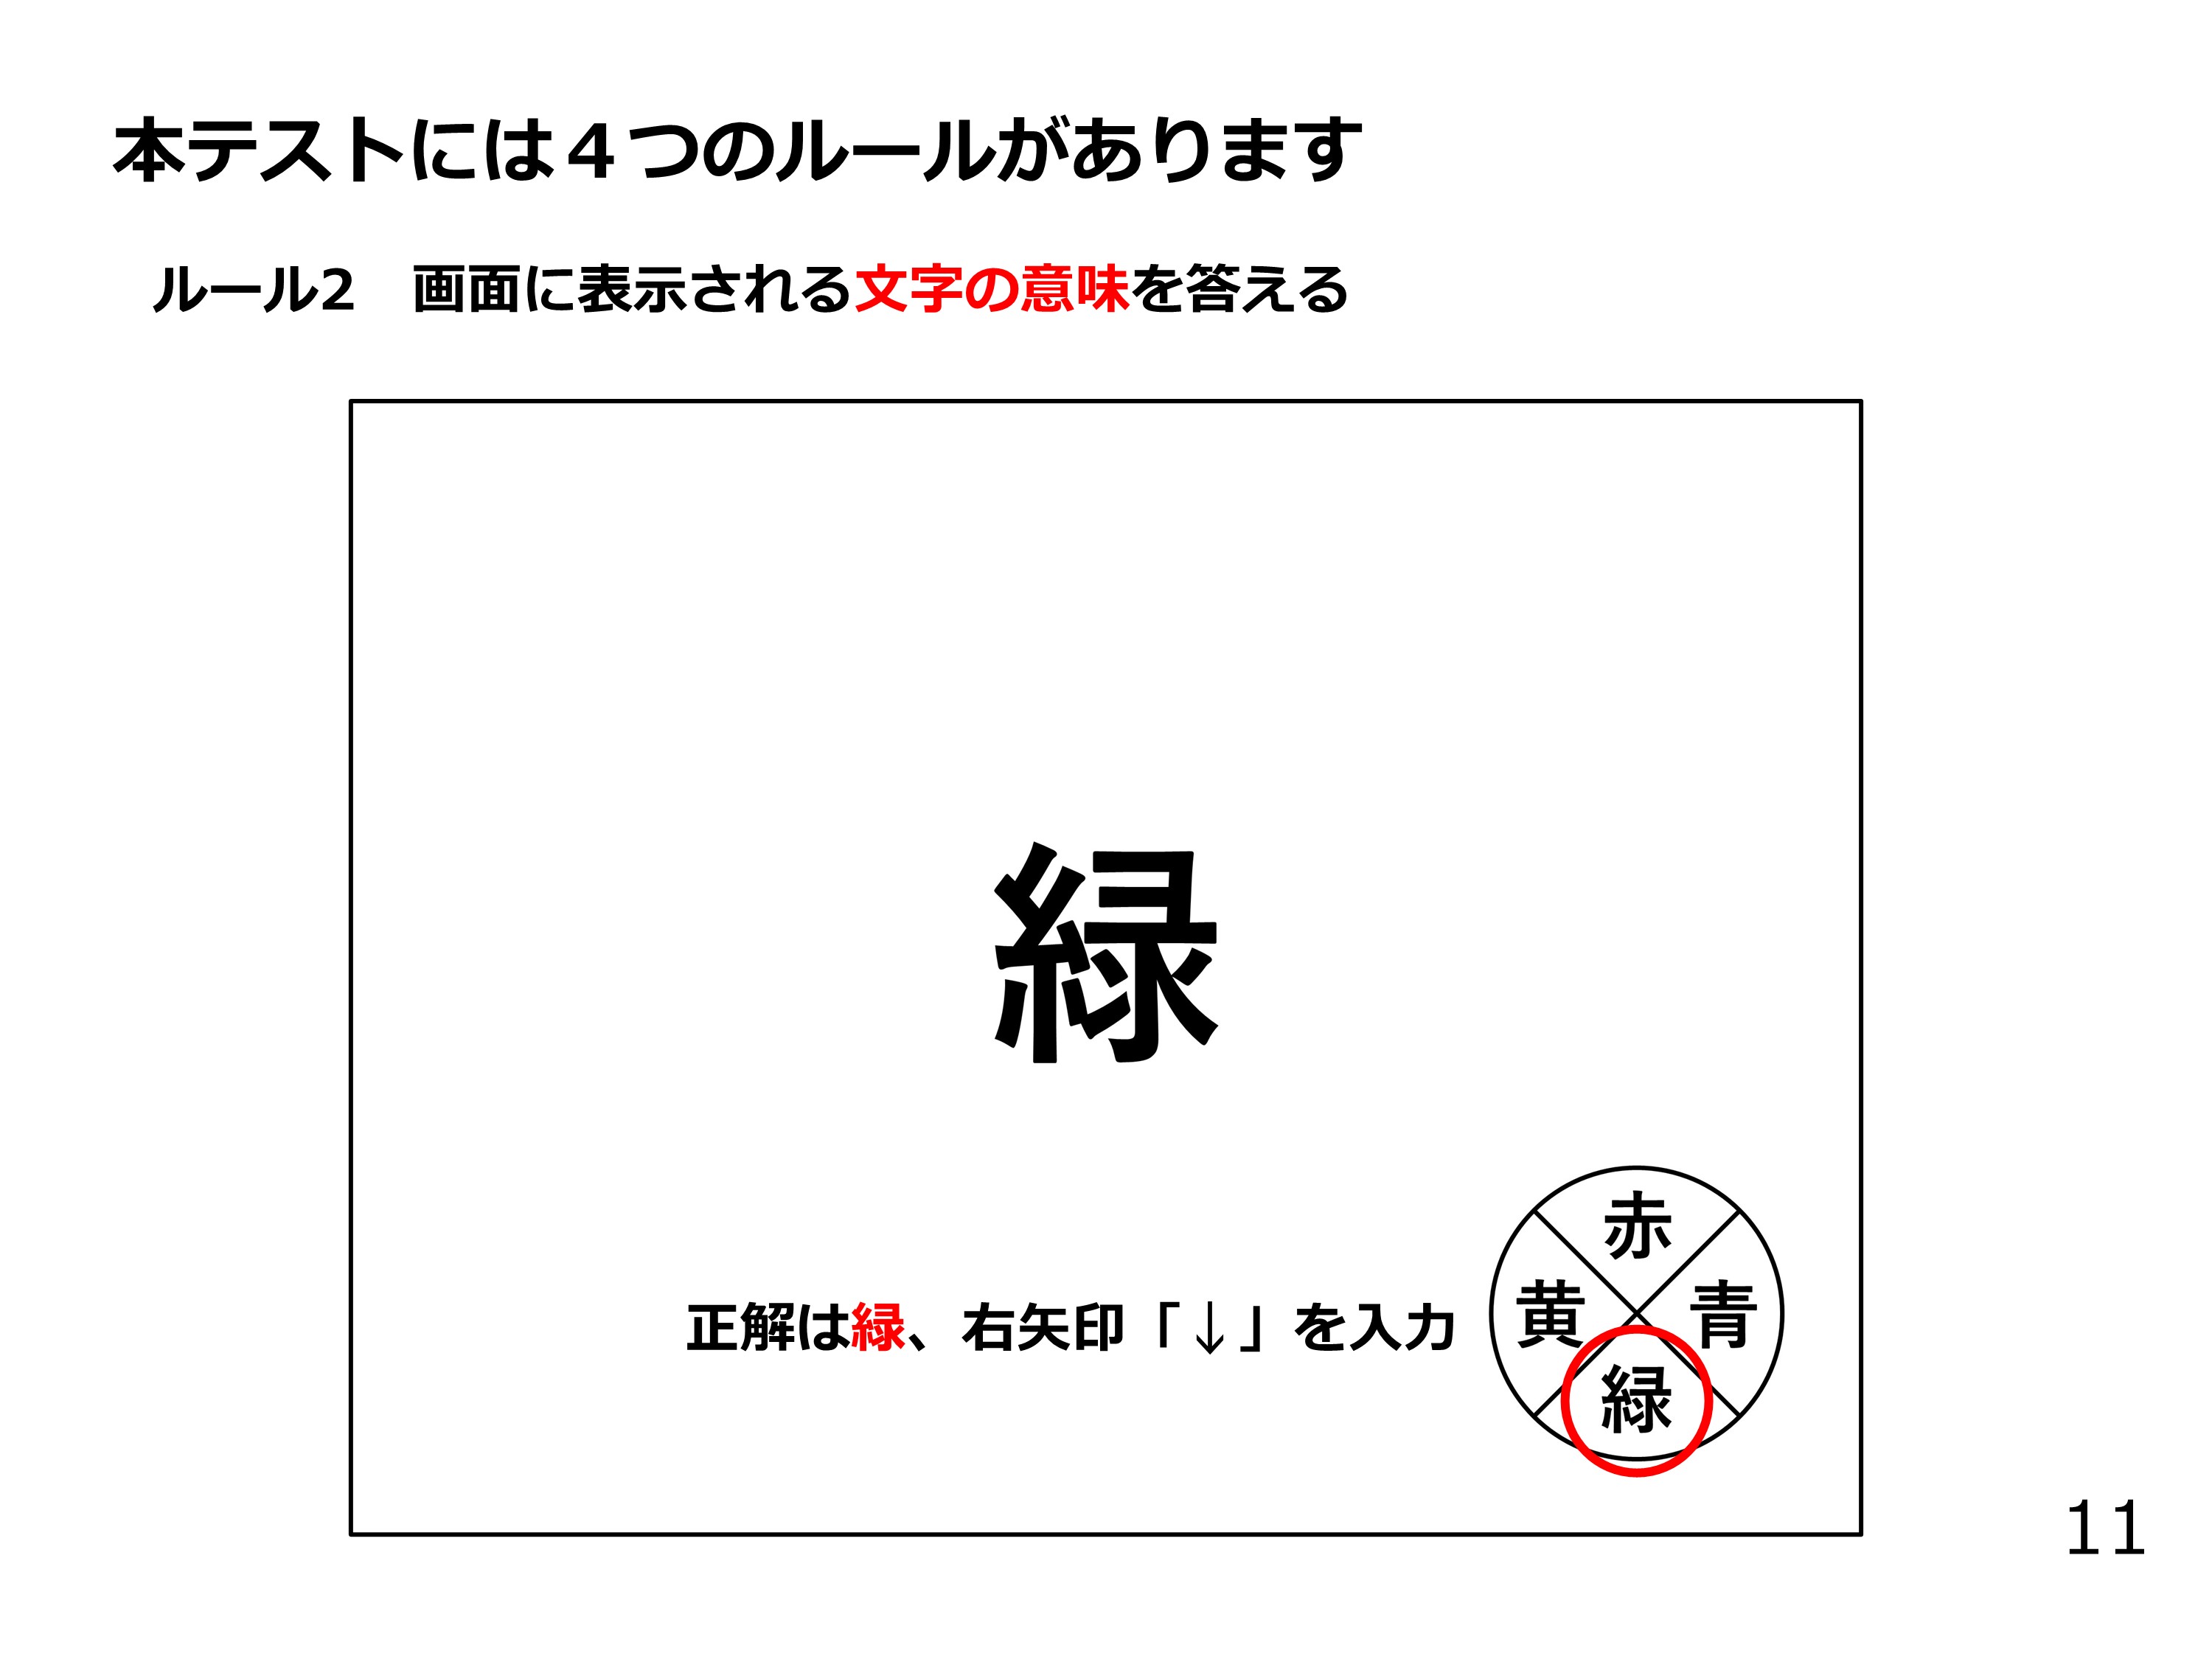 本テストには４つのルールがあります
ルール2　画面に表示される文字の意味を答える
緑
赤
黄 青
正解は緑、右矢印「↓」を入力
緑
11